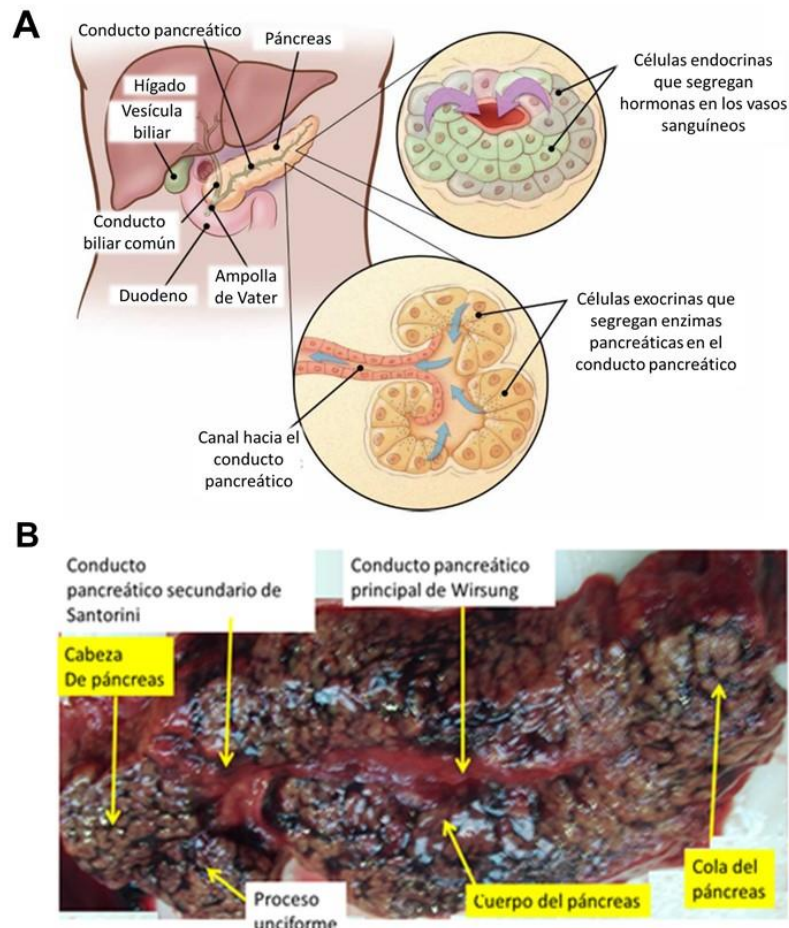 A
Conducto pancreático
Páncreas
Hígado
Vesícula
biliar
Conducto
biliar común
Duodeno
Ampolla
de Vater
Células endocrinas
que segregan
hormonas en los vasos
sanguíneos
Células exocrinas que
segregan enzimas
pancreáticas en el
conducto pancreático
Canal hacia el
conducto
pancreático
B
Conducto
pancreático secundario de
Santorini
Conducto pancreático
principal de Wirsung
Cabeza
De páncreas
Proceso
unciforme
Cuerpo del páncreas
Cola del
páncreas